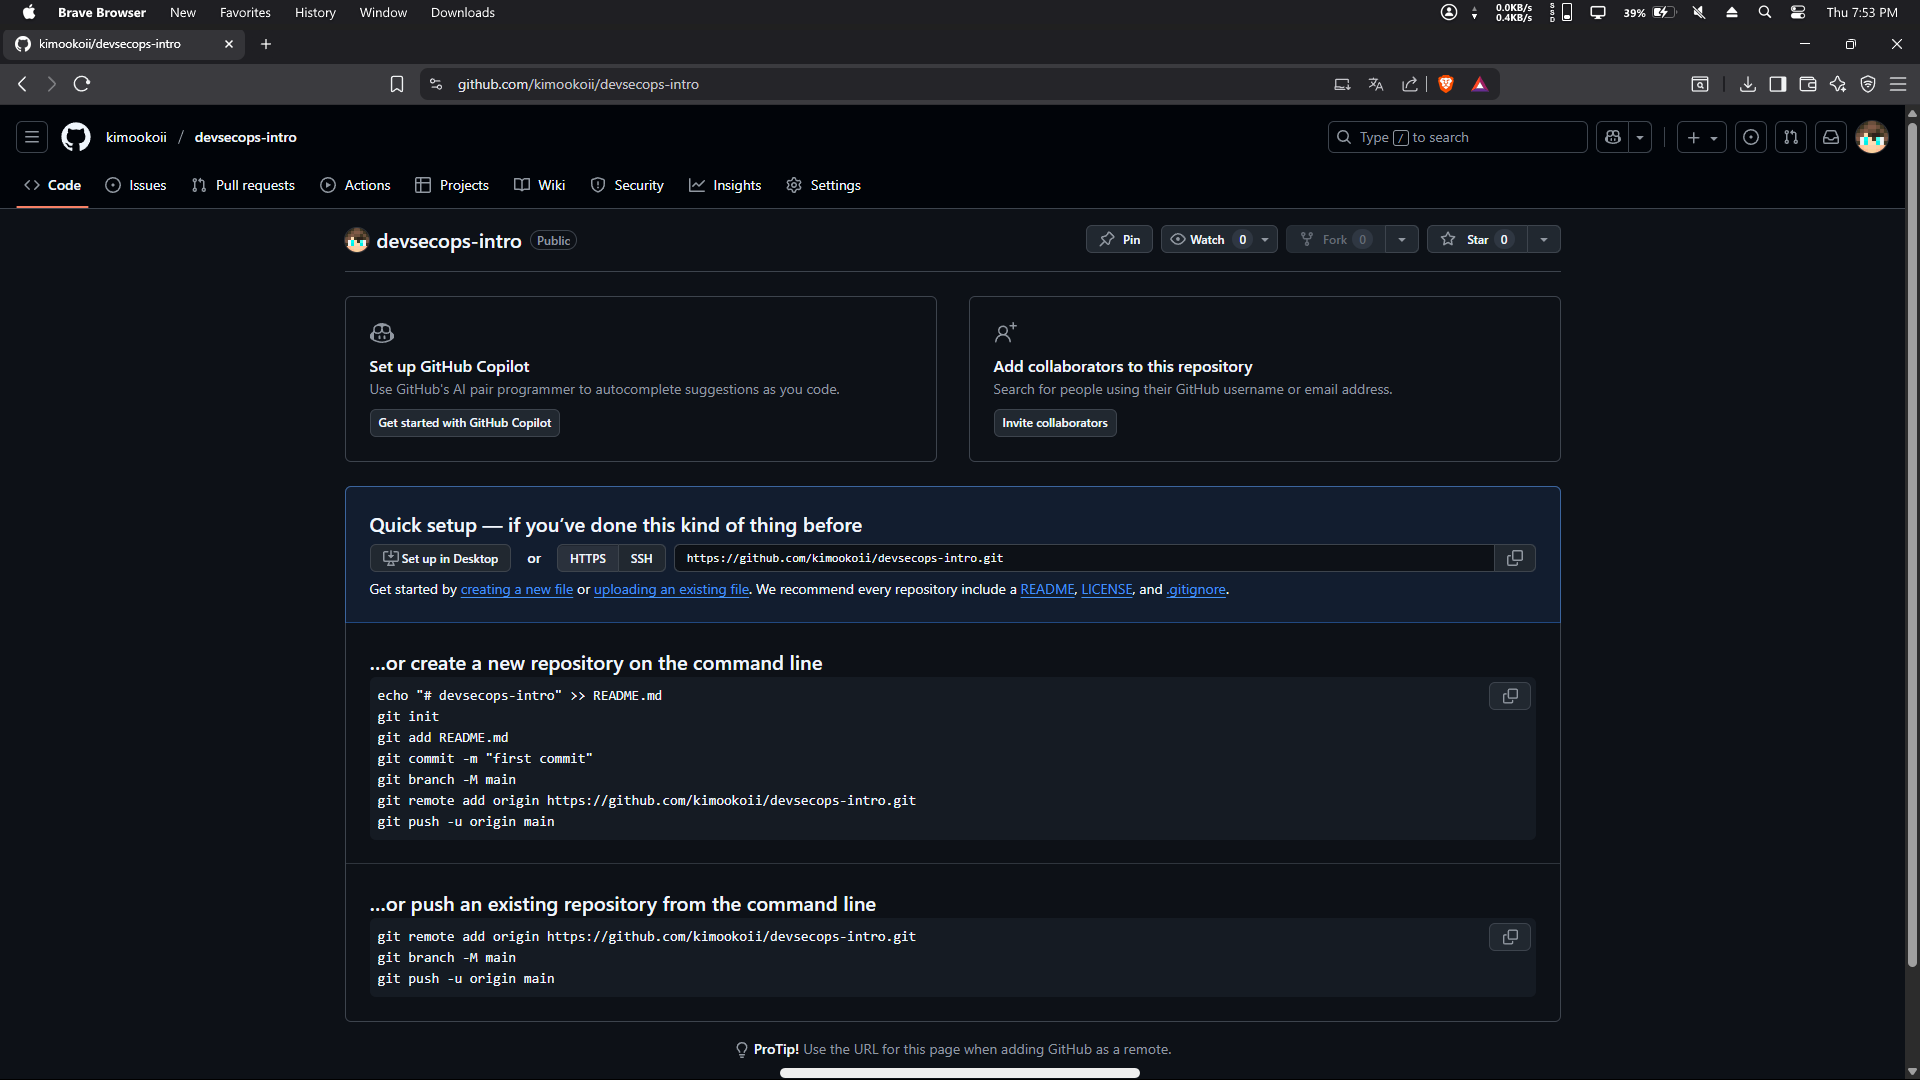 Brave Browser New Favorites History Window Downloads
0.0KB/s
0.4KB/s
SSD
39%
Thu 7:53 PM
kimookoii/devsecops-intro
github.com/kimookoii/devsecops-intro
kimookoii / devsecops-intro
Type / to search
Code Issues Pull requests Actions Projects Wiki Security Insights Settings
devsecops-intro Public
Pin Watch 0 Fork 0 Star 0
Set up GitHub Copilot
Use GitHub's AI pair programmer to autocomplete suggestions as you code.
Get started with GitHub Copilot
Add collaborators to this repository
Search for people using their GitHub username or email address.
Invite collaborators
Quick setup — if you’ve done this kind of thing before
Set up in Desktop or HTTPS SSH https://github.com/kimookoii/devsecops-intro.git
Get started by creating a new file or uploading an existing file. We recommend every repository include a README, LICENSE, and .gitignore.
…or create a new repository on the command line
echo "# devsecops-intro" >> README.md
git init
git add README.md
git commit -m "first commit"
git branch -M main
git remote add origin https://github.com/kimookoii/devsecops-intro.git
git push -u origin main
…or push an existing repository from the command line
git remote add origin https://github.com/kimookoii/devsecops-intro.git
git branch -M main
git push -u origin main
ProTip! Use the URL for this page when adding GitHub as a remote.